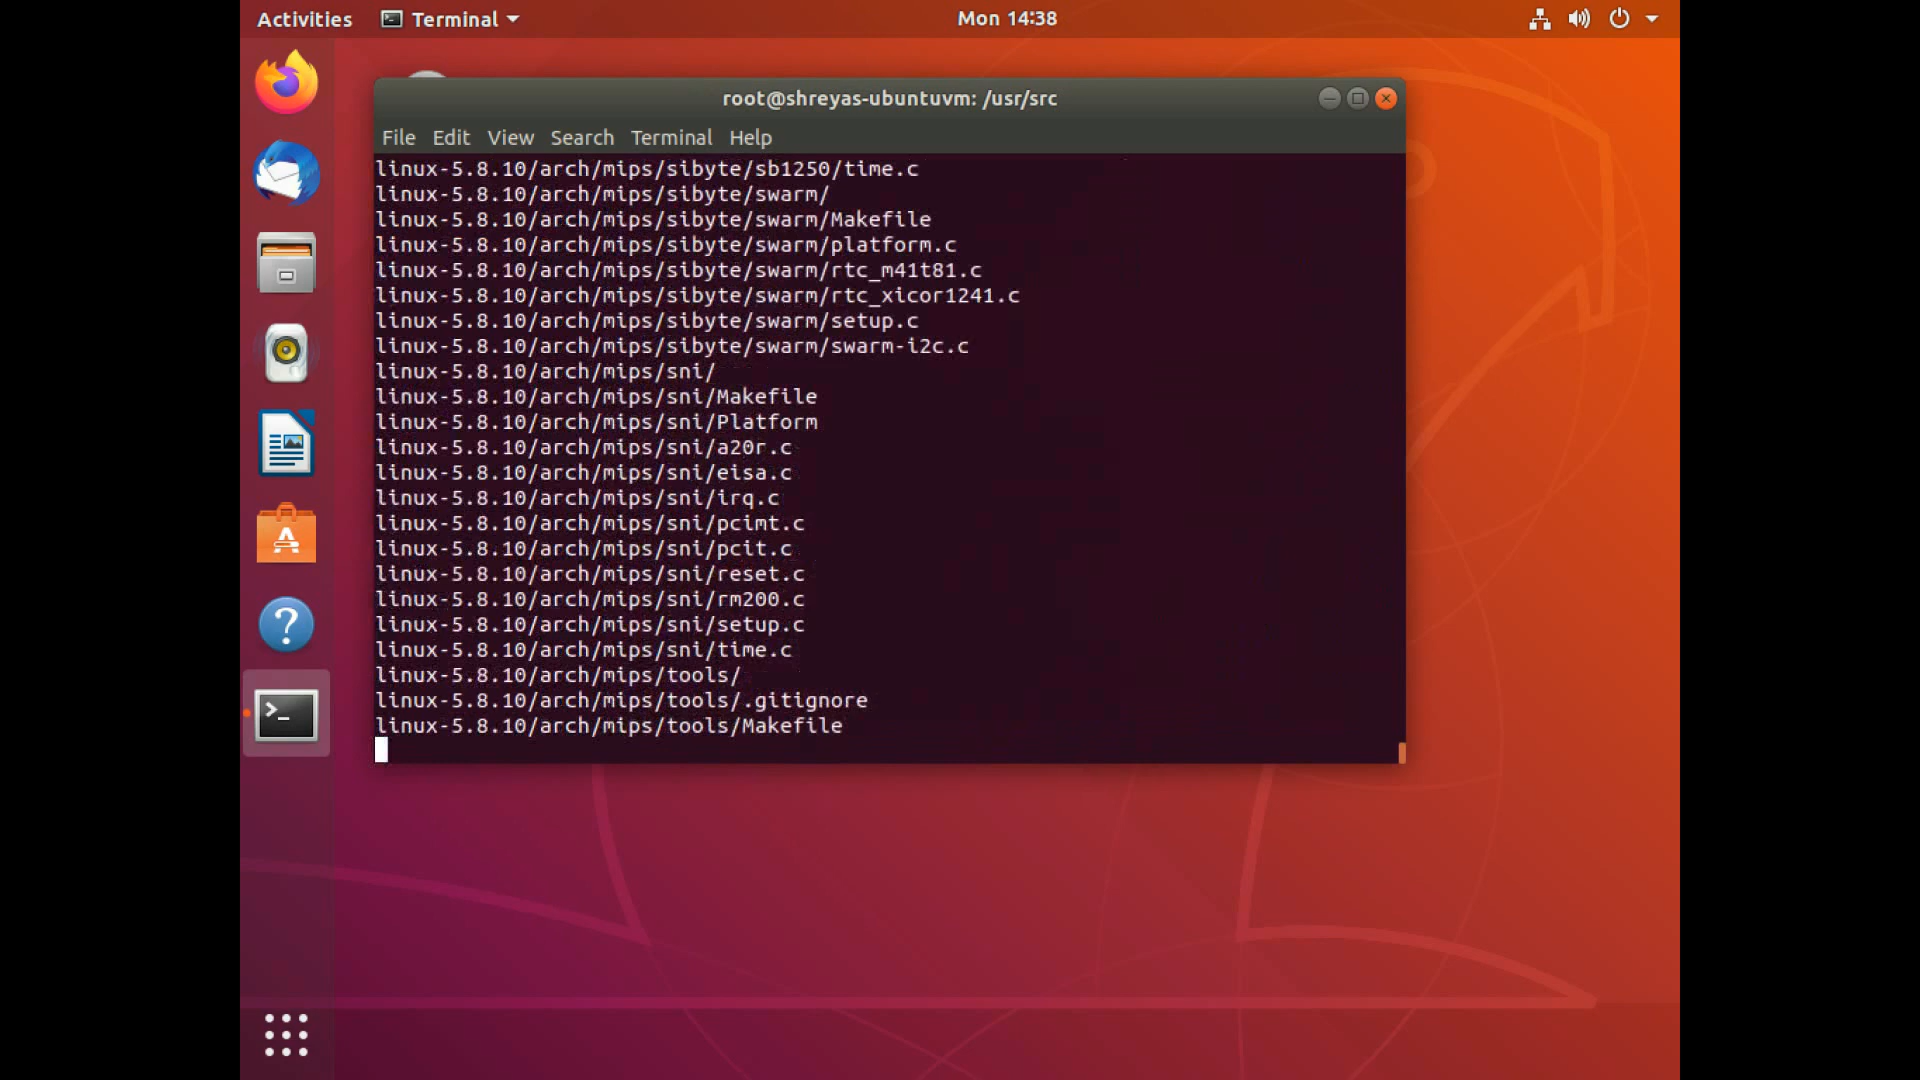 Activities Terminal Mon 14:38
root@shreyas-ubuntuvm: /usr/src
File Edit View Search Terminal Help
linux-5.8.10/arch/mips/sibyte/sb1250/time.c
linux-5.8.10/arch/mips/sibyte/swarm/
linux-5.8.10/arch/mips/sibyte/swarm/Makefile
linux-5.8.10/arch/mips/sibyte/swarm/platform.c
linux-5.8.10/arch/mips/sibyte/swarm/rtc_m41t81.c
linux-5.8.10/arch/mips/sibyte/swarm/rtc_xicor1241.c
linux-5.8.10/arch/mips/sibyte/swarm/setup.c
linux-5.8.10/arch/mips/sibyte/swarm/swarm-i2c.c
linux-5.8.10/arch/mips/sni/
linux-5.8.10/arch/mips/sni/Makefile
linux-5.8.10/arch/mips/sni/Platform
linux-5.8.10/arch/mips/sni/a20r.c
linux-5.8.10/arch/mips/sni/eisa.c
linux-5.8.10/arch/mips/sni/irq.c
linux-5.8.10/arch/mips/sni/pcimt.c
linux-5.8.10/arch/mips/sni/pcit.c
linux-5.8.10/arch/mips/sni/reset.c
linux-5.8.10/arch/mips/sni/rm200.c
linux-5.8.10/arch/mips/sni/setup.c
linux-5.8.10/arch/mips/sni/time.c
linux-5.8.10/arch/mips/tools/
linux-5.8.10/arch/mips/tools/.gitignore
linux-5.8.10/arch/mips/tools/Makefile